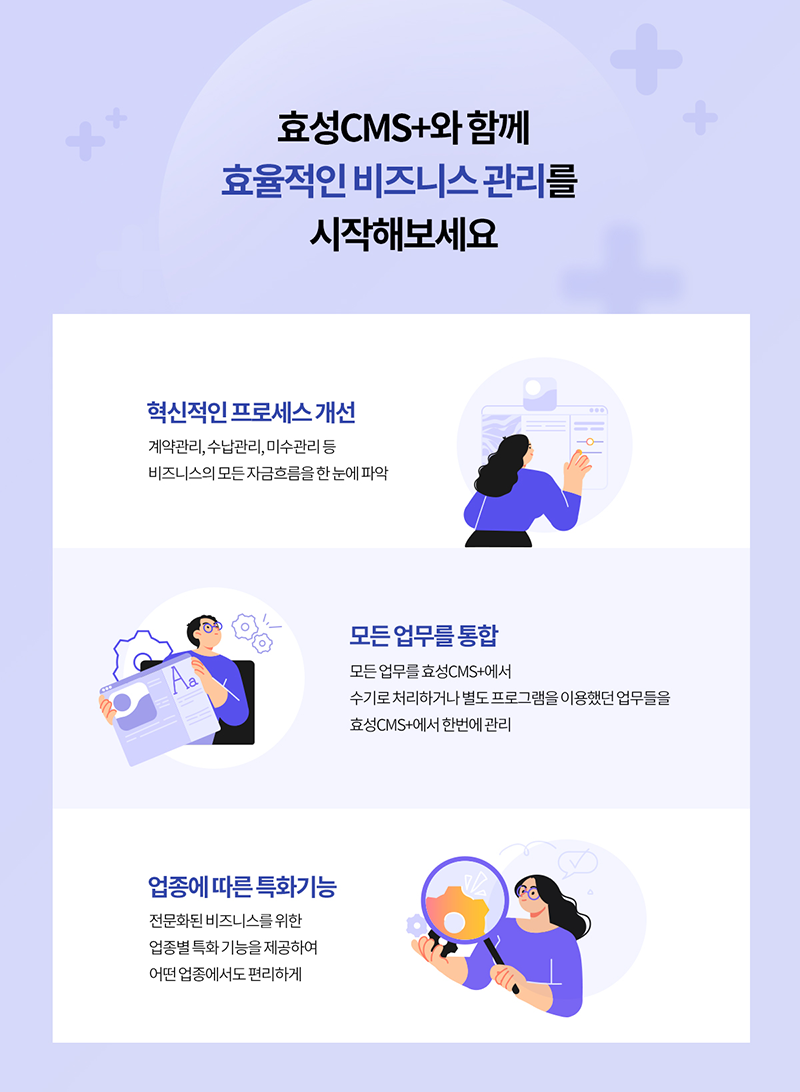 효성CMS+와 함께
효율적인 비즈니스 관리를
시작해보세요
혁신적인 프로세스 개선
계약관리, 수납관리, 미수관리 등
비즈니스의 모든 자금흐름을 한 눈에 파악
Aa
모든 업무를 통합
모든 업무를 효성CMS+에서
수기로 처리하거나 별도 프로그램을 이용했던 업무들을
효성CMS+에서 한번에 관리
업종에 따른 특화기능
전문화된 비즈니스를 위한
업종별 특화 기능을 제공하여
어떤 업종에서도 편리하게